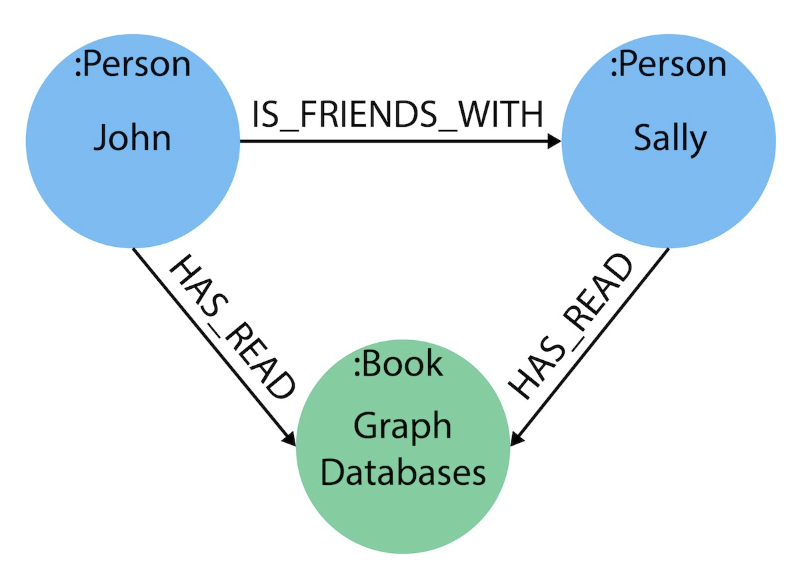 :Person
John
IS_FRIENDS_WITH
:Person
Sally
HAS_READ
HAS_READ
:Book
Graph
Databases